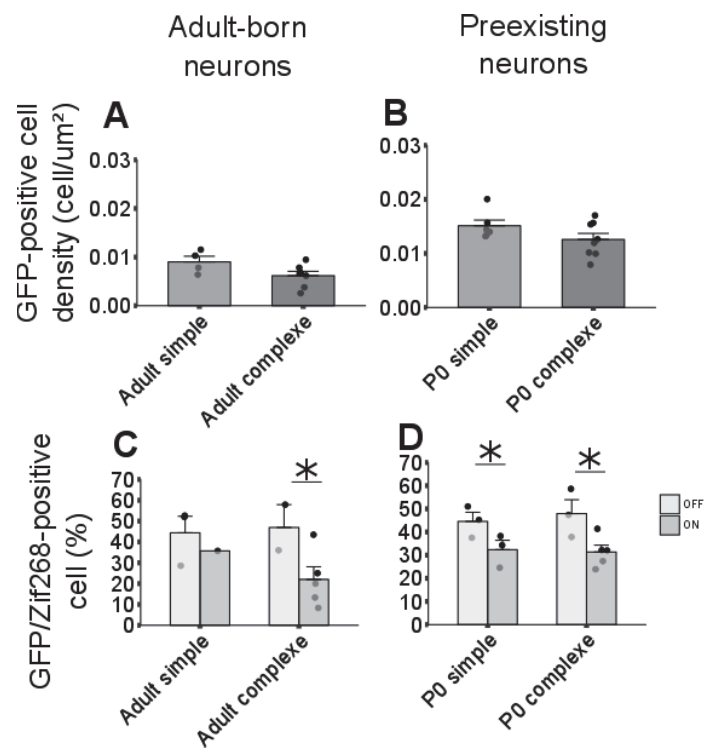 Adult-born
neurons
Preexisting
neurons
A
B
GFP-positive cell
density (cell/um²)
0.03
0.02
0.01
0.00
Adult simple
Adult complexe
0.03
0.02
0.01
0.00
P0 simple
P0 complexe
C
D
GFP/Zif268-positive
cell (%)
70
60
50
40
30
20
10
0
*
Adult simple
Adult complexe
70
60
50
40
30
20
10
0
*
*
P0 simple
P0 complexe
OFF
ON